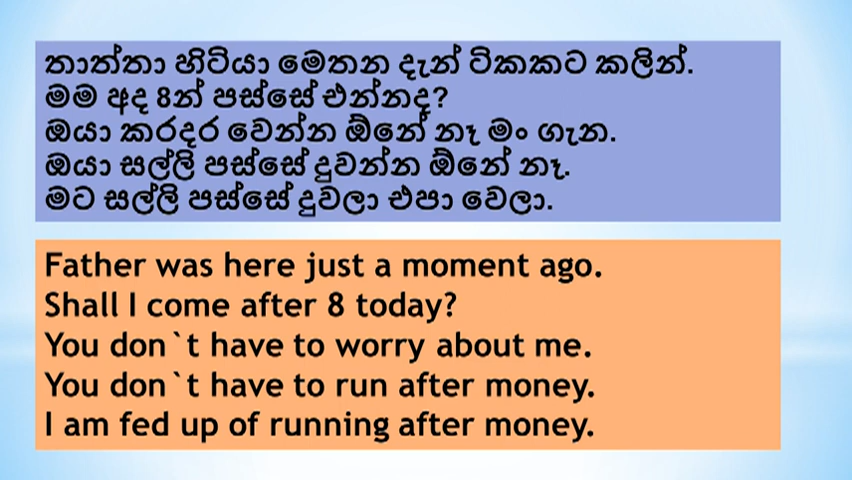 තාත්තා හිටියා මෙතන දැන් ටිකකට කලින්.
මම අද 8න් පස්සේ එන්නද?
ඔයා කරදර වෙන්න ඕනේ නෑ මං ගැන.
ඔයා සල්ලි පස්සේ දුවන්න ඕනේ නෑ.
මට සල්ලි පස්සේ දුවලා එපා වෙලා.
Father was here just a moment ago.
Shall I come after 8 today?
You don`t have to worry about me.
You don`t have to run after money.
I am fed up of running after money.